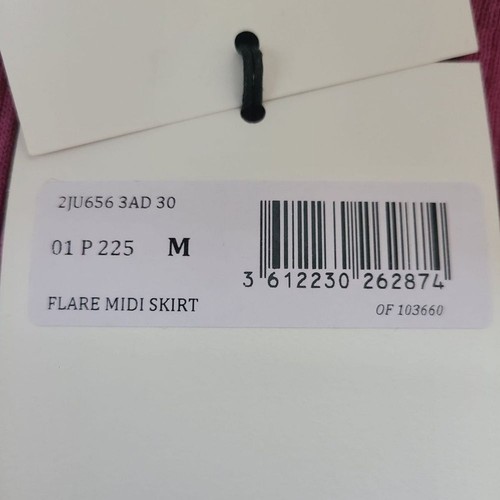 2JU656 3AD 30
01 P 225 M
3 612230 262874
FLARE MIDI SKIRT
OF 103660